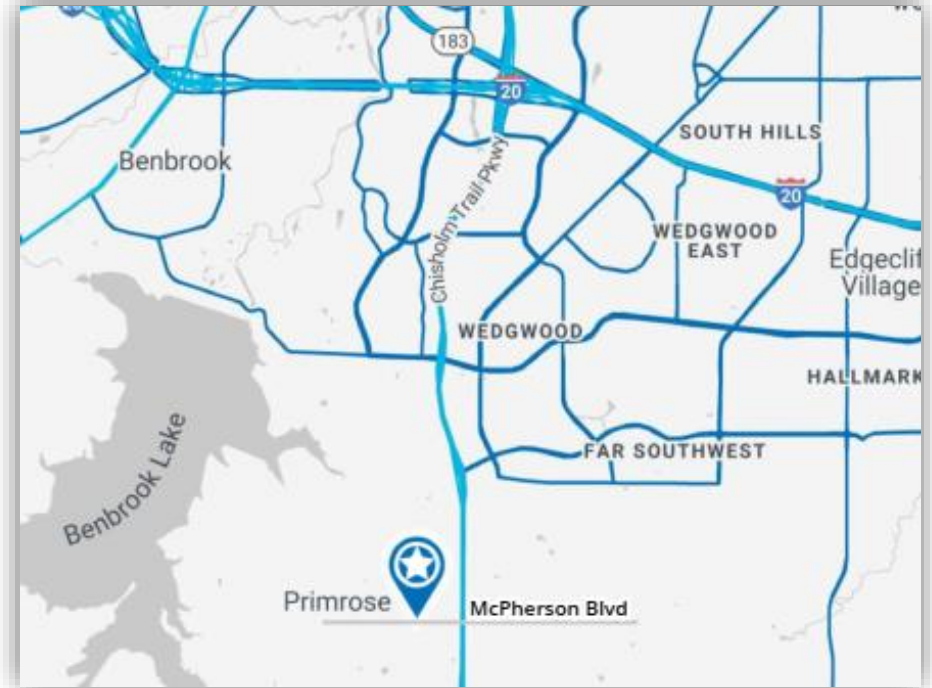 183
20
SOUTH HILLS
Benbrook
20
Chisholm Trail Pkwy
WEDGWOOD
EAST
Edgecliff
Village
WEDGWOOD
HALLMARK
FAR SOUTHWEST
Benbrook Lake
Primrose
McPherson Blvd